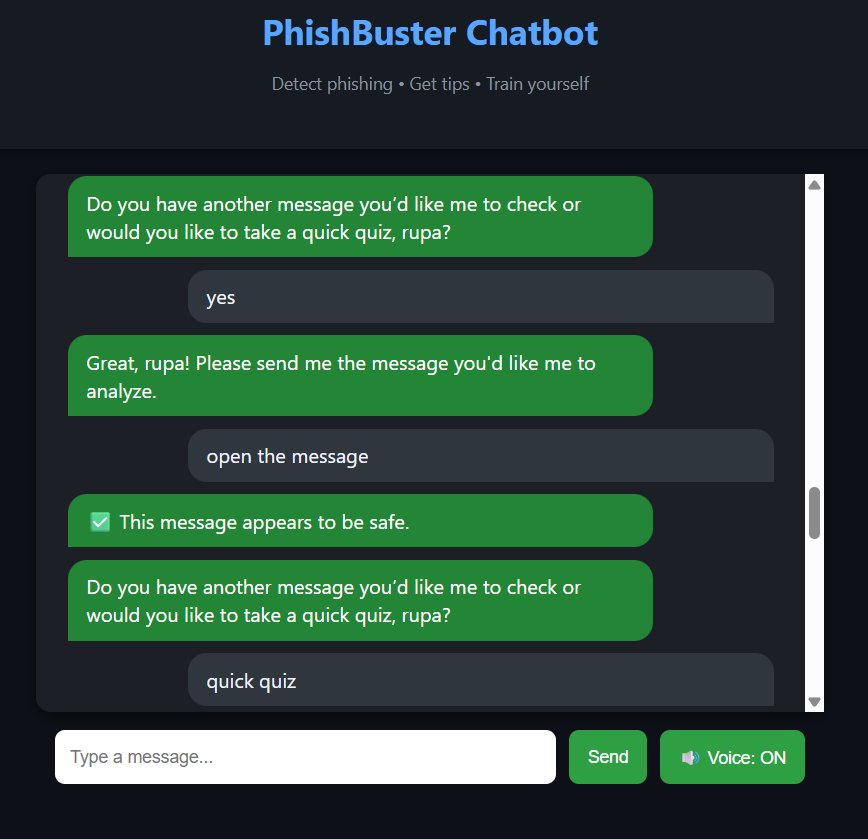 PhishBuster Chatbot
Detect phishing • Get tips • Train yourself
Do you have another message you’d like me to check or
would you like to take a quick quiz, rupa?
yes
Great, rupa! Please send me the message you'd like me to
analyze.
open the message
✅ This message appears to be safe.
Do you have another message you’d like me to check or
would you like to take a quick quiz, rupa?
quick quiz
Type a message...
Send
🔊 Voice: ON